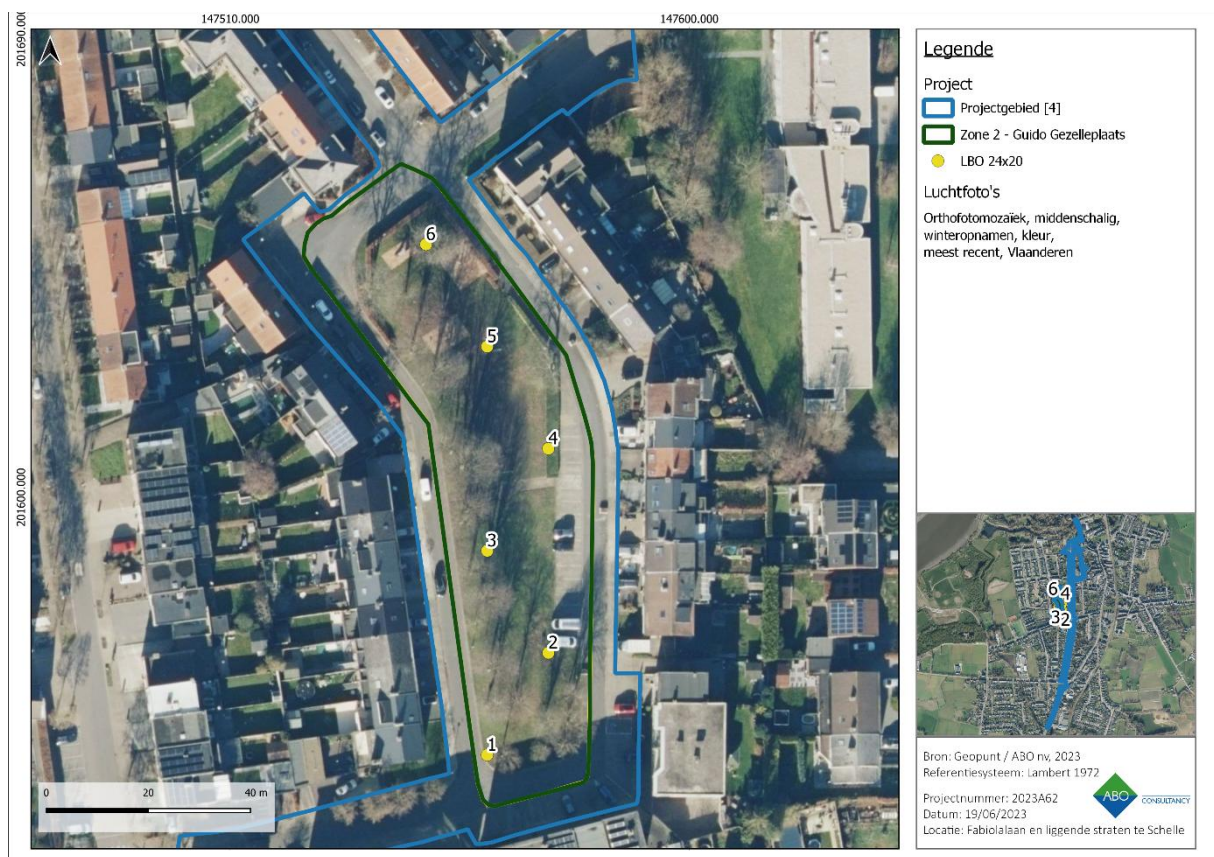 147510.000
147600.000
201690.000
201600.000
6
5
4
3
2
1
0 20 40 m
Legende
Project
Projectgebied [4]
Zone 2 - Guido Gezelleplaats
LBO 24x20
Luchtfoto's
Orthofotomozaïek, middenschalig,
winteropnamen, kleur,
meest recent, Vlaanderen
6
4
3 2
Bron: Geopunt / ABO nv, 2023
Referentiesysteem: Lambert 1972
Projectnummer: 2023A62
Datum: 19/06/2023
Locatie: Fabiolalaan en liggende straten te Schelle
ABO CONSULTANCY